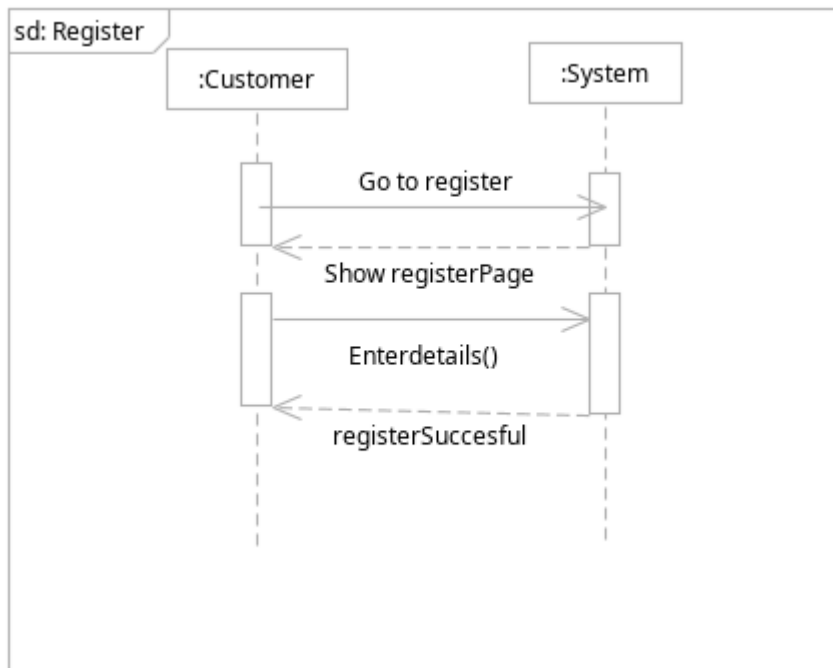 sd: Register
:Customer
:System
Go to register
Show registerPage
Enterdetails()
registerSuccesful